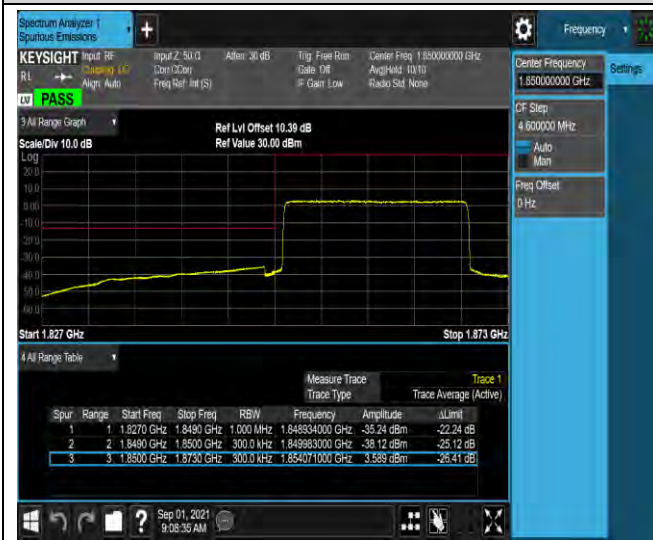 Spectrum Analyzer 1
Spurious Emissions
+
Frequency
KEYSIGHT Input: RF
RL
Coupling: DC
Align: Auto
Input Z: 50 Ω
Corr CCorr
Freq Ref: Int (S)
Atten: 30 dB
Trig: Free Run
Gate: Off
IF Gain: Low
Center Freq: 1.850000000 GHz
Avg|Hold: 10/10
Radio Std: None
LXI PASS
3 All Range Graph
Scale/Div 10.0 dB
Ref Lvl Offset 10.39 dB
Ref Value 30.00 dBm
Log
20.0
10.0
0.00
-10.0
-20.0
-30.0
-40.0
-50.0
-60.0
Start 1.827 GHz
Stop 1.873 GHz
4 All Range Table
Measure Trace Trace 1
Trace Type Trace Average (Active)
Spur Range Start Freq Stop Freq RBW Frequency Amplitude ΔLimit
1 1 1.8270 GHz 1.8490 GHz 1.000 MHz 1.848934000 GHz -35.24 dBm -22.24 dB
2 2 1.8490 GHz 1.8500 GHz 300.0 kHz 1.849983000 GHz -38.12 dBm -25.12 dB
3 3 1.8500 GHz 1.8730 GHz 300.0 kHz 1.854071000 GHz 3.589 dBm -26.41 dB
Center Frequency
1.850000000 GHz
Settings
CF Step
4.600000 MHz
Auto
Man
Freq Offset
0 Hz
?
Sep 01, 2021
9:08:35 AM